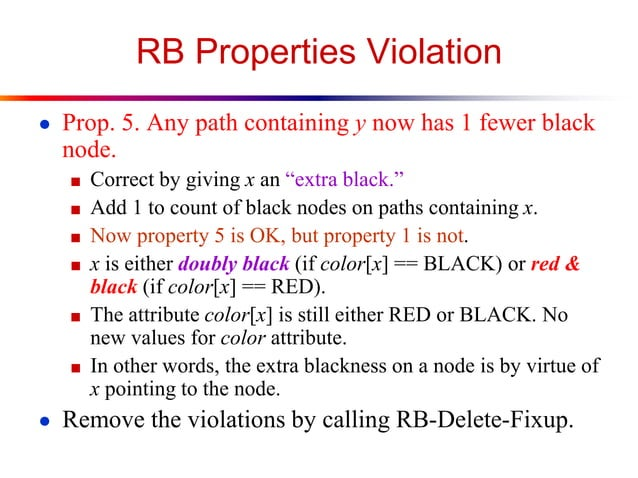 RB Properties Violation
● Prop. 5. Any path containing y now has 1 fewer black
node.
■ Correct by giving x an “extra black.”
■ Add 1 to count of black nodes on paths containing x.
■ Now property 5 is OK, but property 1 is not.
■ x is either doubly black (if color[x] == BLACK) or red &
black (if color[x] == RED).
■ The attribute color[x] is still either RED or BLACK. No
new values for color attribute.
■ In other words, the extra blackness on a node is by virtue of
x pointing to the node.
● Remove the violations by calling RB-Delete-Fixup.